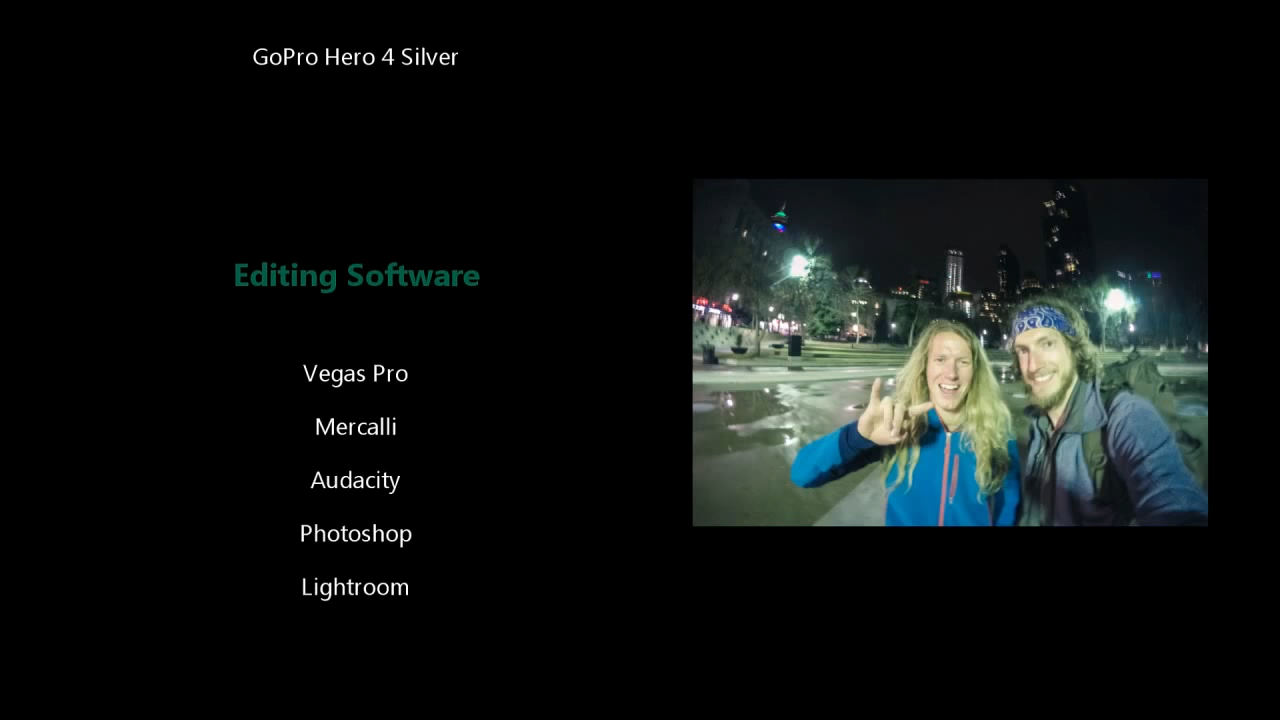 GoPro Hero 4 Silver
Editing Software
Vegas Pro
Mercalli
Audacity
Photoshop
Lightroom